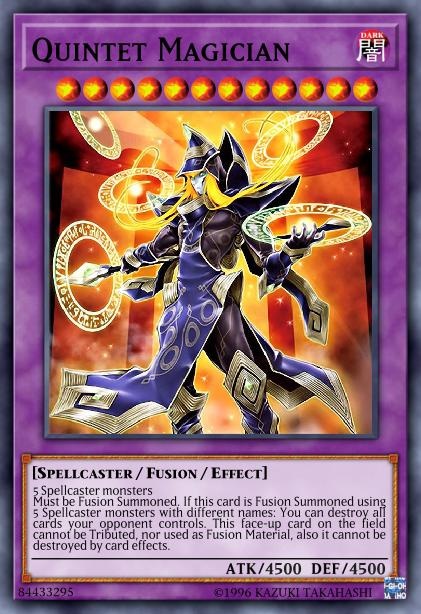 QUINTET MAGICIAN
DARK
闇
[SPELLCASTER / FUSION / EFFECT]
5 Spellcaster monsters
Must be Fusion Summoned. If this card is Fusion Summoned using
5 Spellcaster monsters with different names: You can destroy all
cards your opponent controls. This face-up card on the field
cannot be Tributed, nor used as Fusion Material, also it cannot be
destroyed by card effects.
ATK/4500 DEF/4500
84433295
©1996 KAZUKI TAKAHASHI